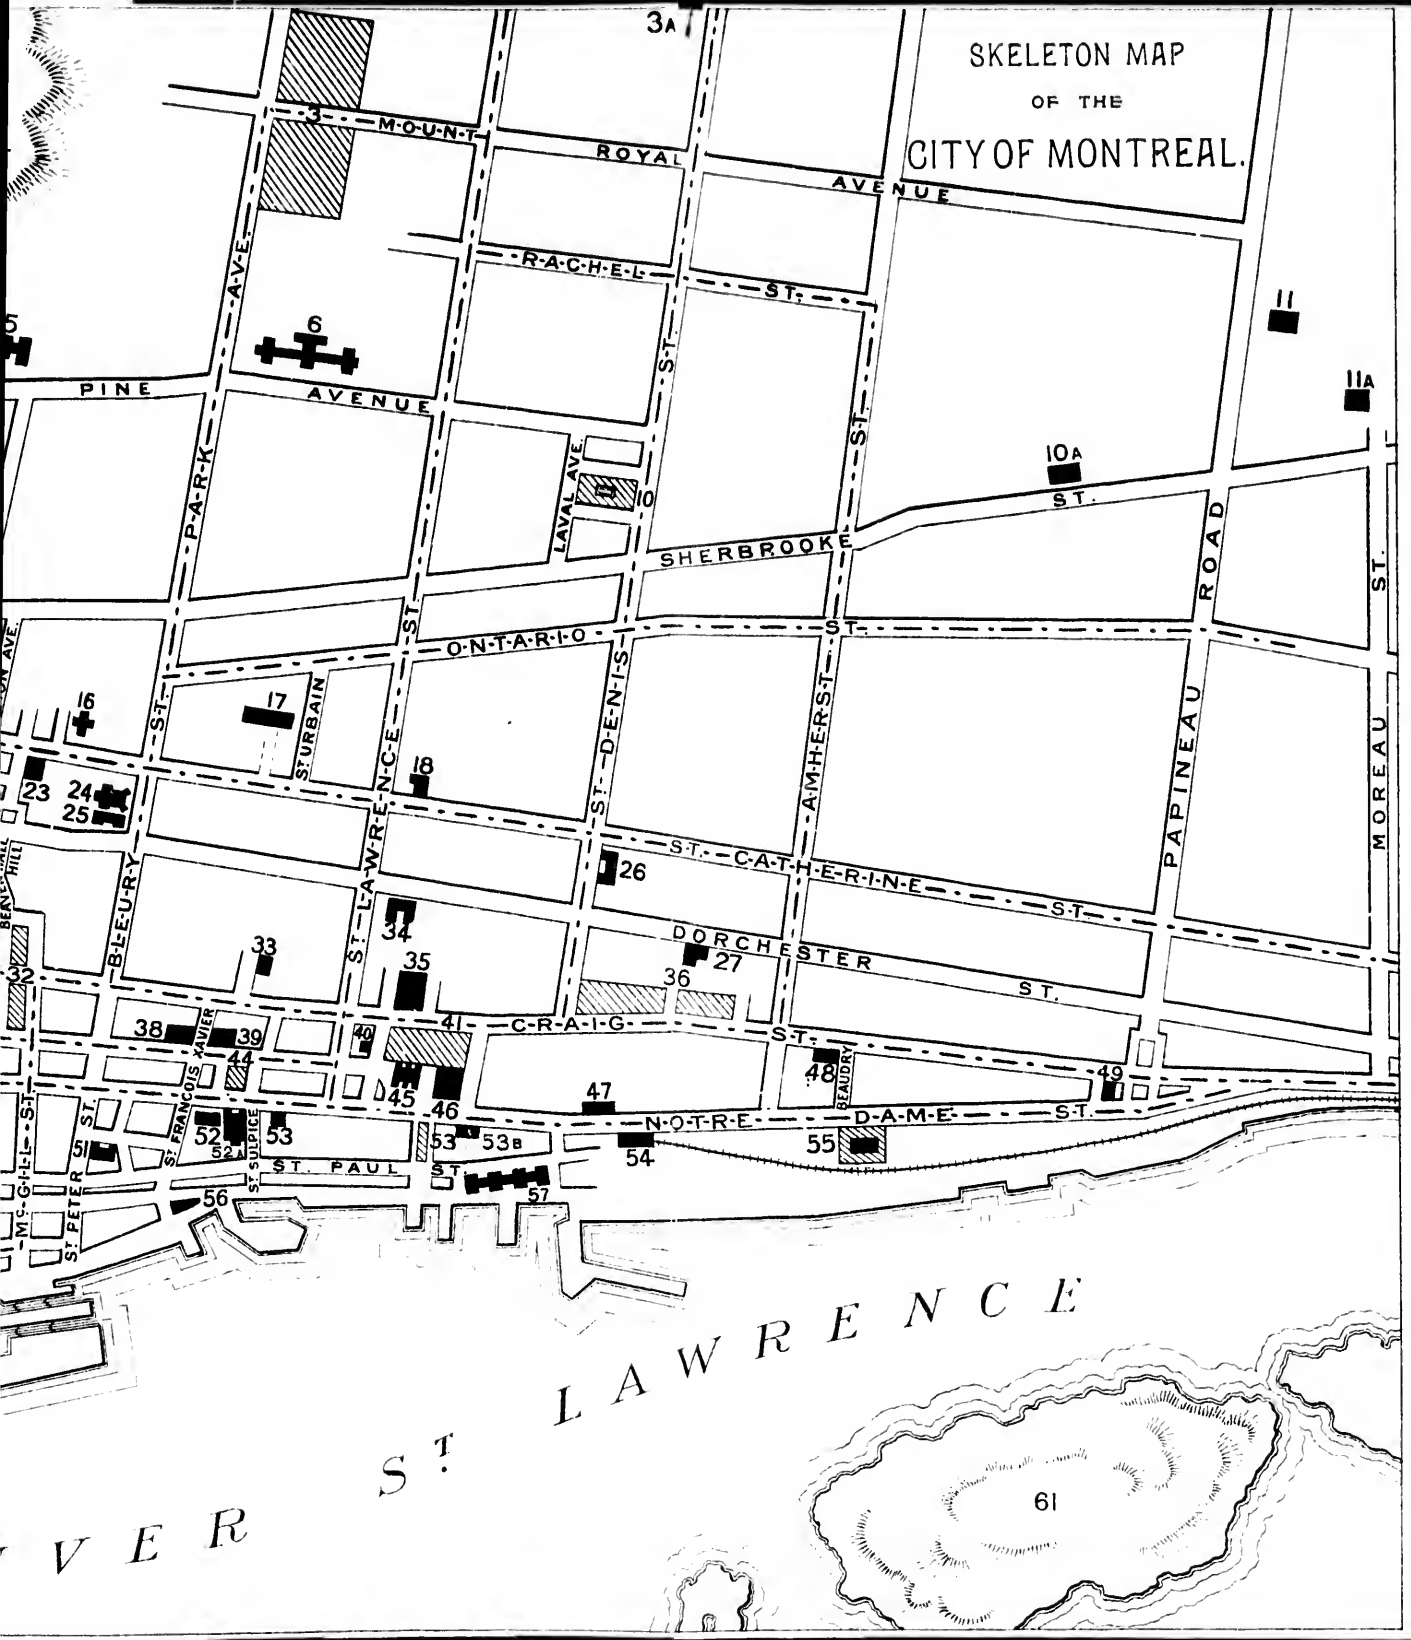 3A
SKELETON MAP
OF THE
CITY OF MONTREAL.
3
MOUNT ROYAL AVENUE
RACHEL ST.
PARK AVE.
11
6
PINE AVENUE
11A
10A
LAVAL AVE.
10
SHERBROOKE ST.
ONTARIO ST.
16
17
ST URBAIN
18
23
24
25
HILL
BLEURY ST.
ST LAWRENCE ST.
ST. DENIS ST.
AMHERST ST.
PAPINEAU ROAD
MOREAU ST.
ST. CATHERINE ST.
26
DORCHESTER ST.
27
32
33
34
35
36
38
39
40
41
CRAIG ST.
44
45
46
47
48
49
BEAUDRY
ST FRANCOIS XAVIER
NOTRE DAME ST.
McGILL ST.
ST PETER ST.
51
52
52A
53
53
53B
54
55
ST SULPICE
ST. PAUL ST.
56
57
VER ST LAWRENCE
61